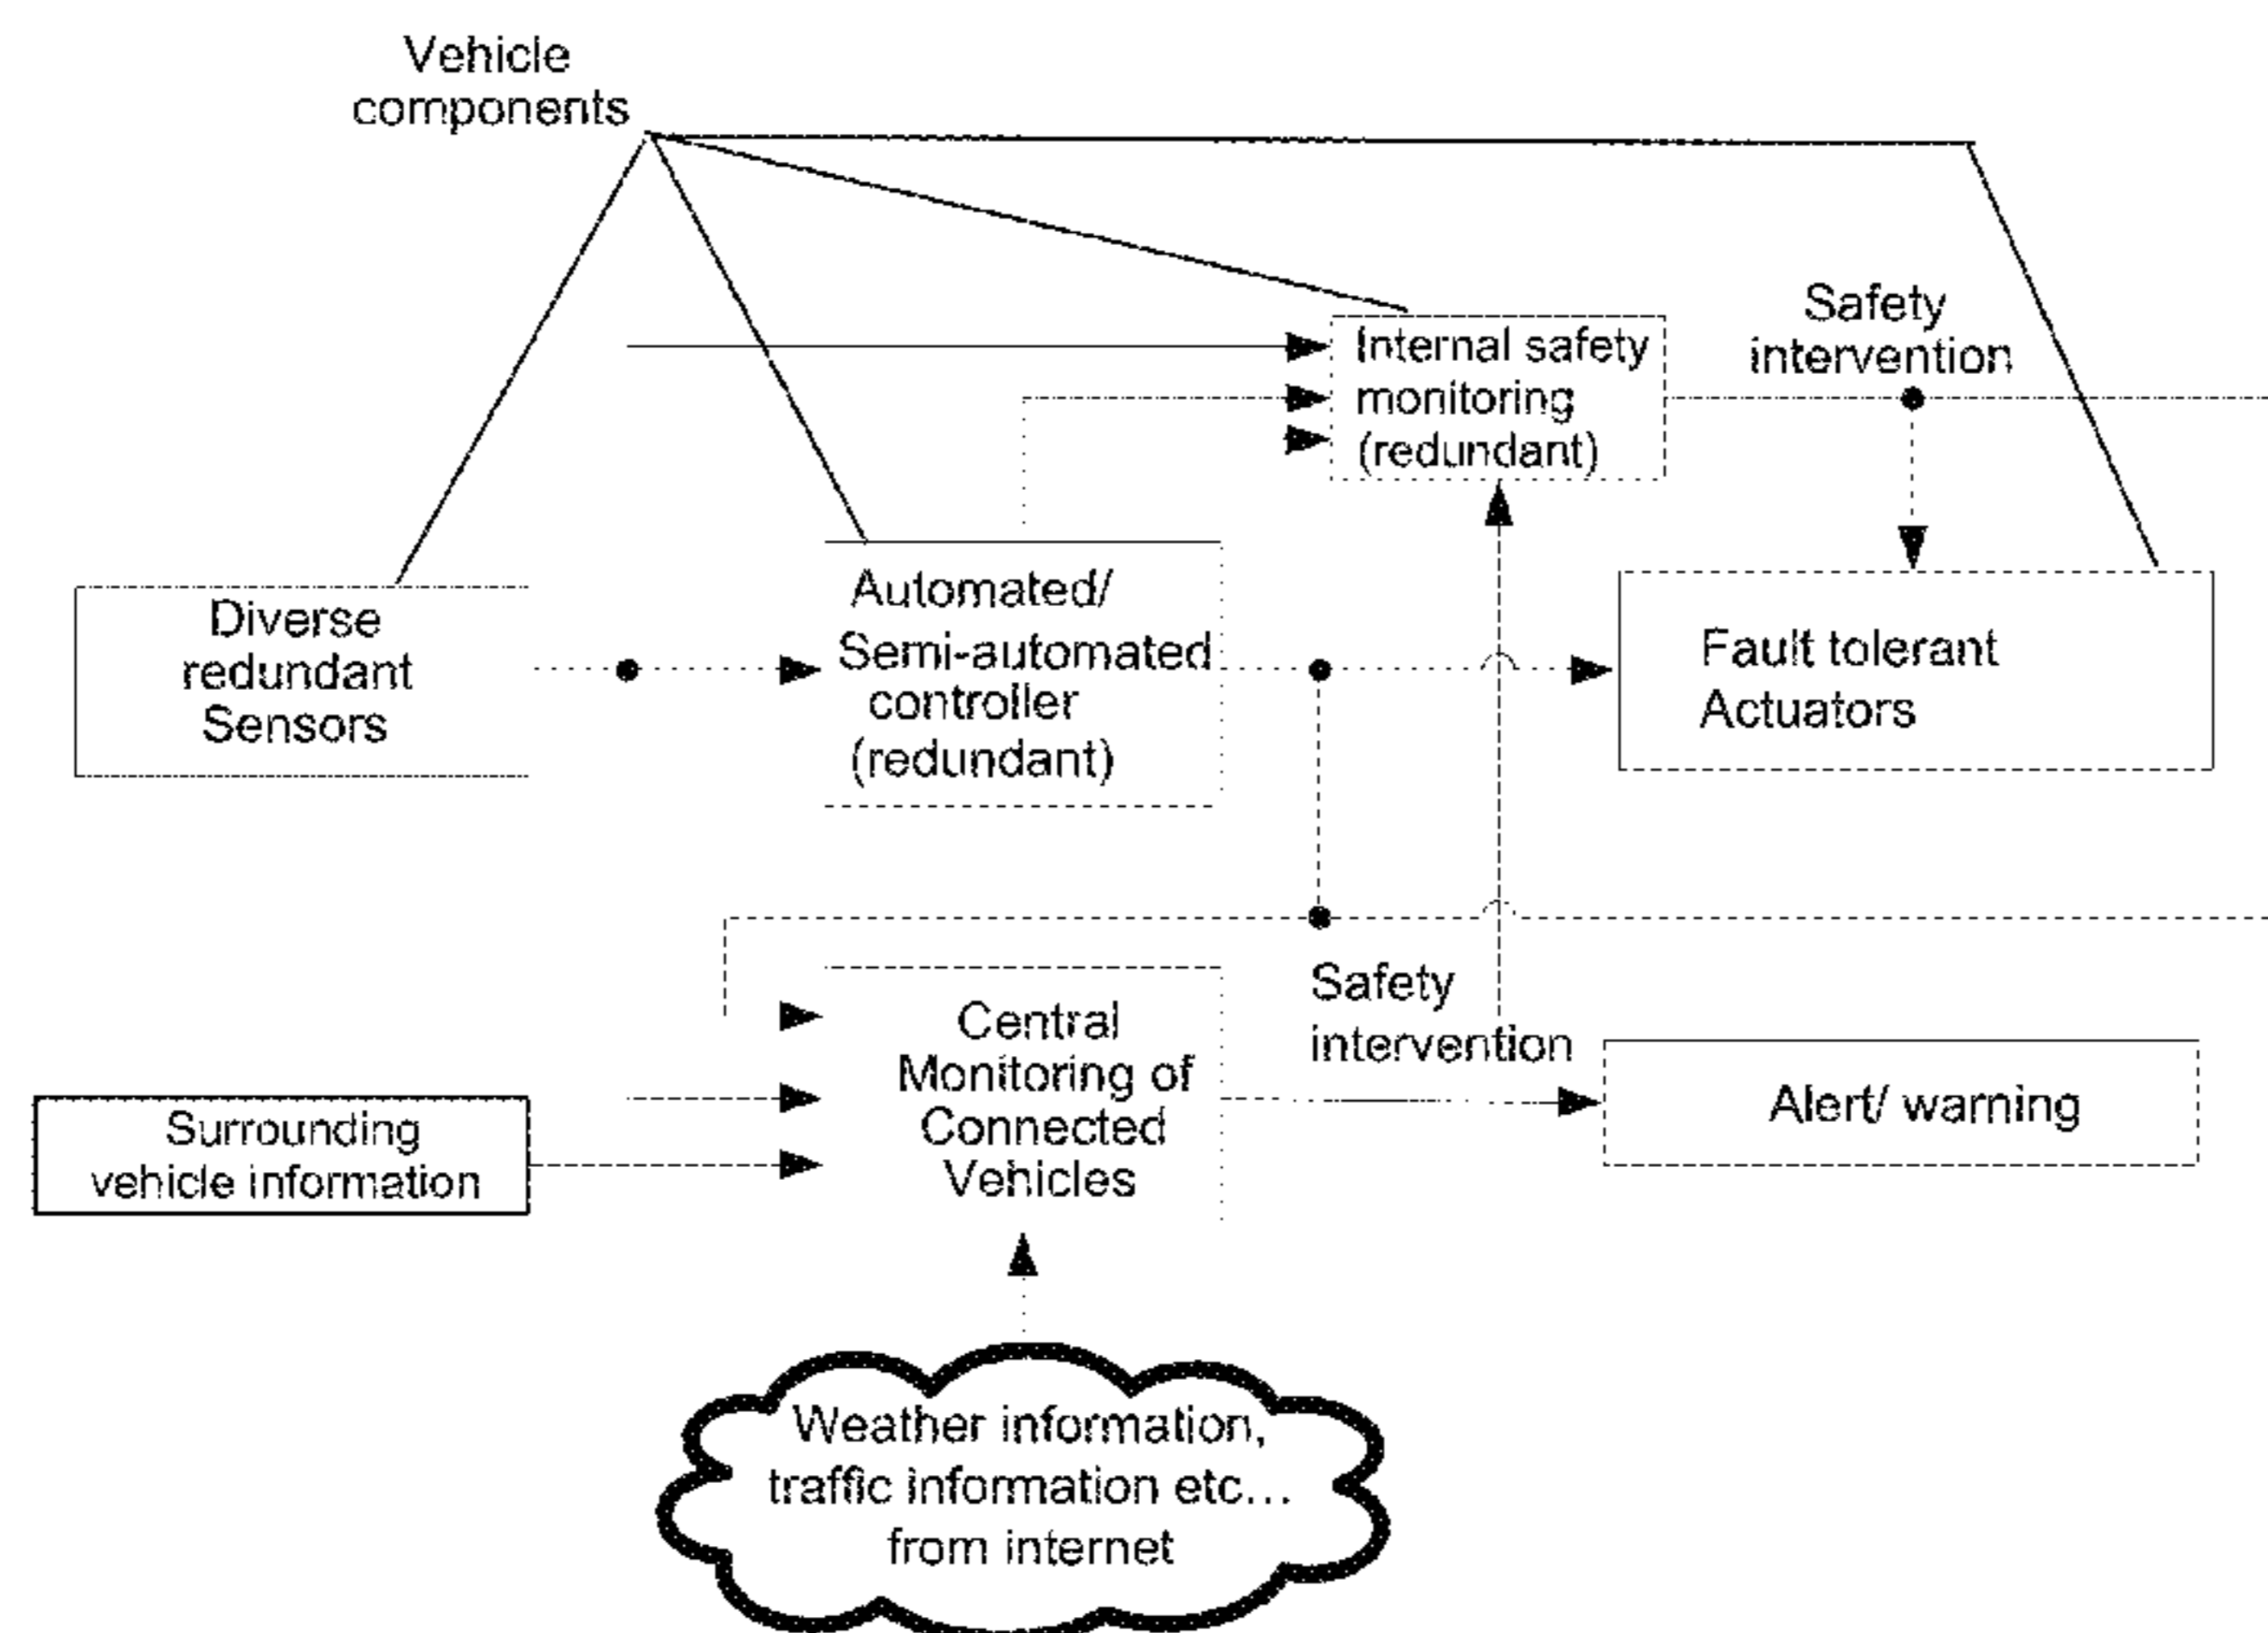 Vehicle
components
Internal safety
monitoring
(redundant)
Safety
intervention
Diverse
redundant
Sensors
Automated/
Semi-automated
controller
(redundant)
Fault tolerant
Actuators
Surrounding
vehicle information
Central
Monitoring of
Connected
Vehicles
Safety
intervention
Alert/ warning
Weather information,
traffic information etc...
from internet